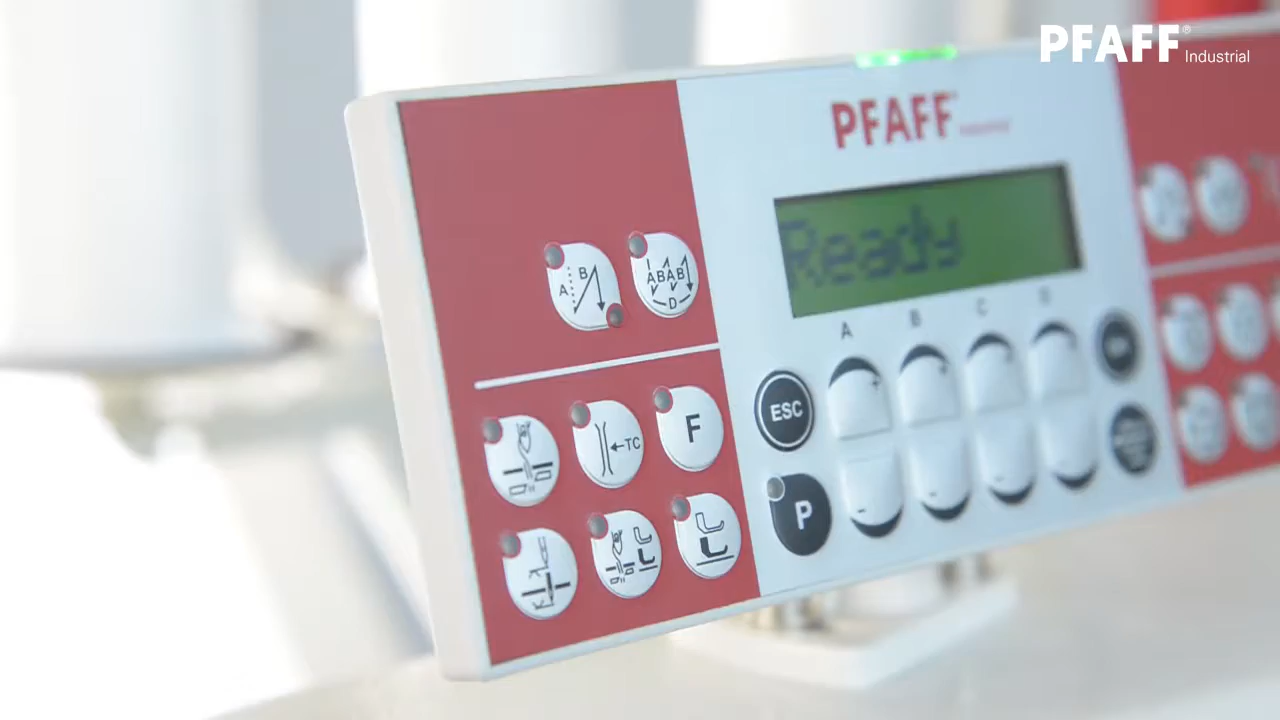 PFAFF® Industrial
PFAFF
Ready
A B C D
A B
ABAB
D
ESC
TC
F
P